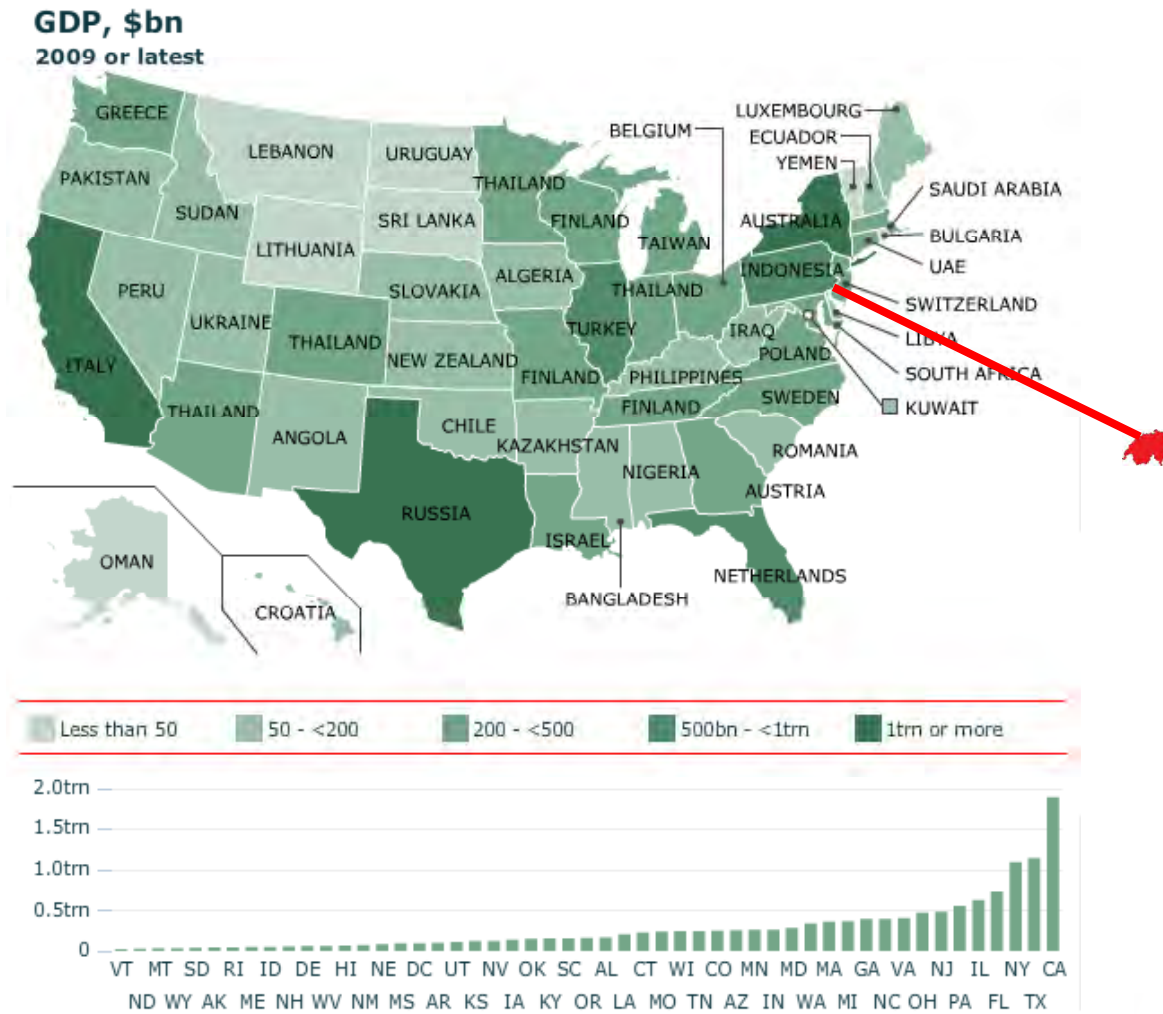 GDP, $bn
2009 or latest
GREECE
LEBANON
URUGUAY
BELGIUM
LUXEMBOURG
ECUADOR
YEMEN
PAKISTAN
SUDAN
THAILAND
SAUDI ARABIA
SRI LANKA
FINLAND
AUSTRALIA
LITHUANIA
TAIWAN
BULGARIA
UAE
PERU
SLOVAKIA
ALGERIA
THAILAND
INDONESIA
SWITZERLAND
UKRAINE
THAILAND
TURKEY
IRAQ
LIBYA
ITALY
NEW ZEALAND
FINLAND
PHILIPPINES
POLAND
SOUTH AFRICA
THAILAND
FINLAND
SWEDEN
KUWAIT
ANGOLA
CHILE
KAZAKHSTAN
NIGERIA
ROMANIA
AUSTRIA
RUSSIA
ISRAEL
OMAN
CROATIA
BANGLADESH
NETHERLANDS
Less than 50 50 - <200 200 - <500 500bn - <1trn 1trn or more
2.0trn
1.5trn
1.0trn
0.5trn
0
VT MT SD RI ID DE HI NE DC UT NV OK SC AL CT WI CO MN MD MA GA VA NJ IL NY CA
ND WY AK ME NH WV NM MS AR KS IA KY OR LA MO TN AZ IN WA MI NC OH PA FL TX